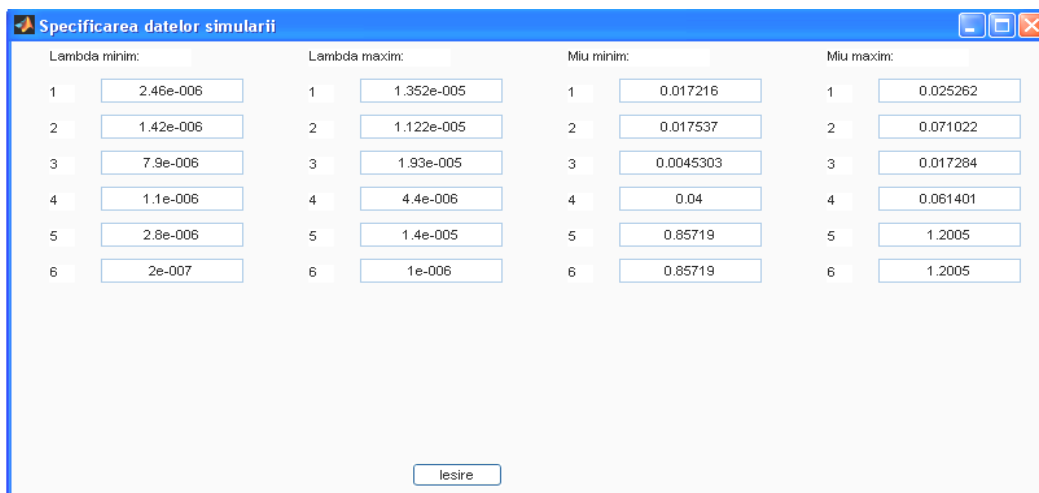 Specificarea datelor simularii
Lambda minim: Lambda maxim: Miu minim: Miu maxim:
1 2.46e-006 1 1.352e-005 1 0.017216 1 0.025262
2 1.42e-006 2 1.122e-005 2 0.017537 2 0.071022
3 7.9e-006 3 1.93e-005 3 0.0045303 3 0.017284
4 1.1e-006 4 4.4e-006 4 0.04 4 0.061401
5 2.8e-006 5 1.4e-005 5 0.85719 5 1.2005
6 2e-007 6 1e-006 6 0.85719 6 1.2005
Iesire